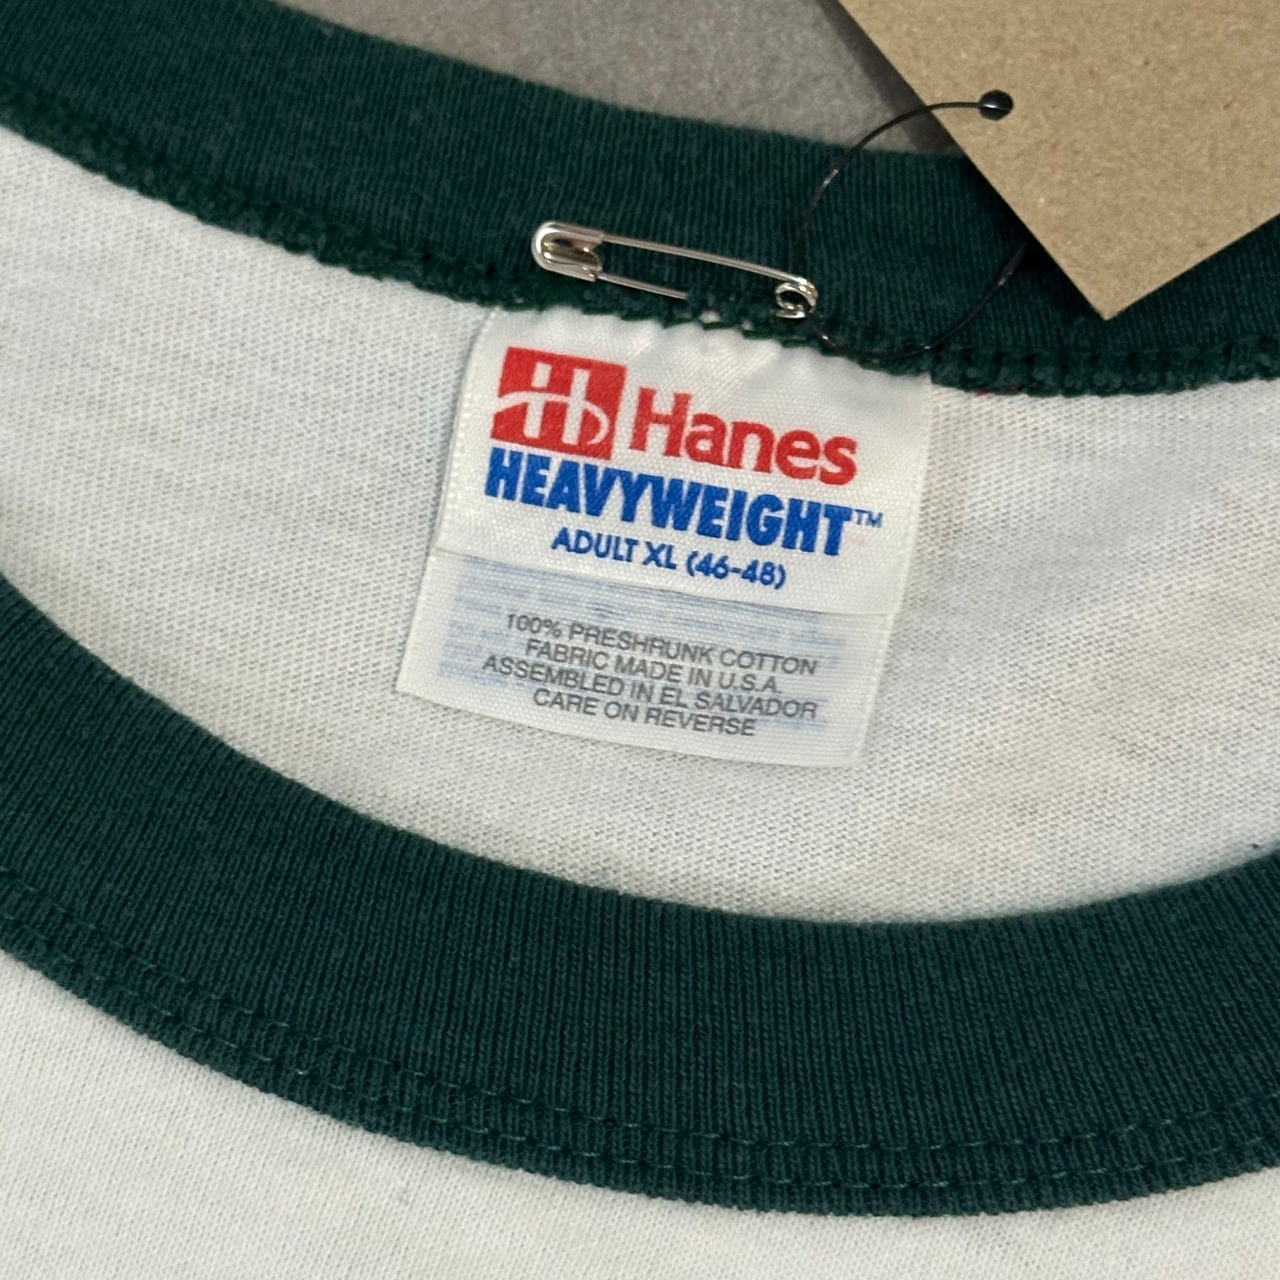 Hanes
HEAVYWEIGHT™
ADULT XL (46-48)
100% PRESHRUNK COTTON
FABRIC MADE IN U.S.A.
ASSEMBLED IN EL SALVADOR
CARE ON REVERSE